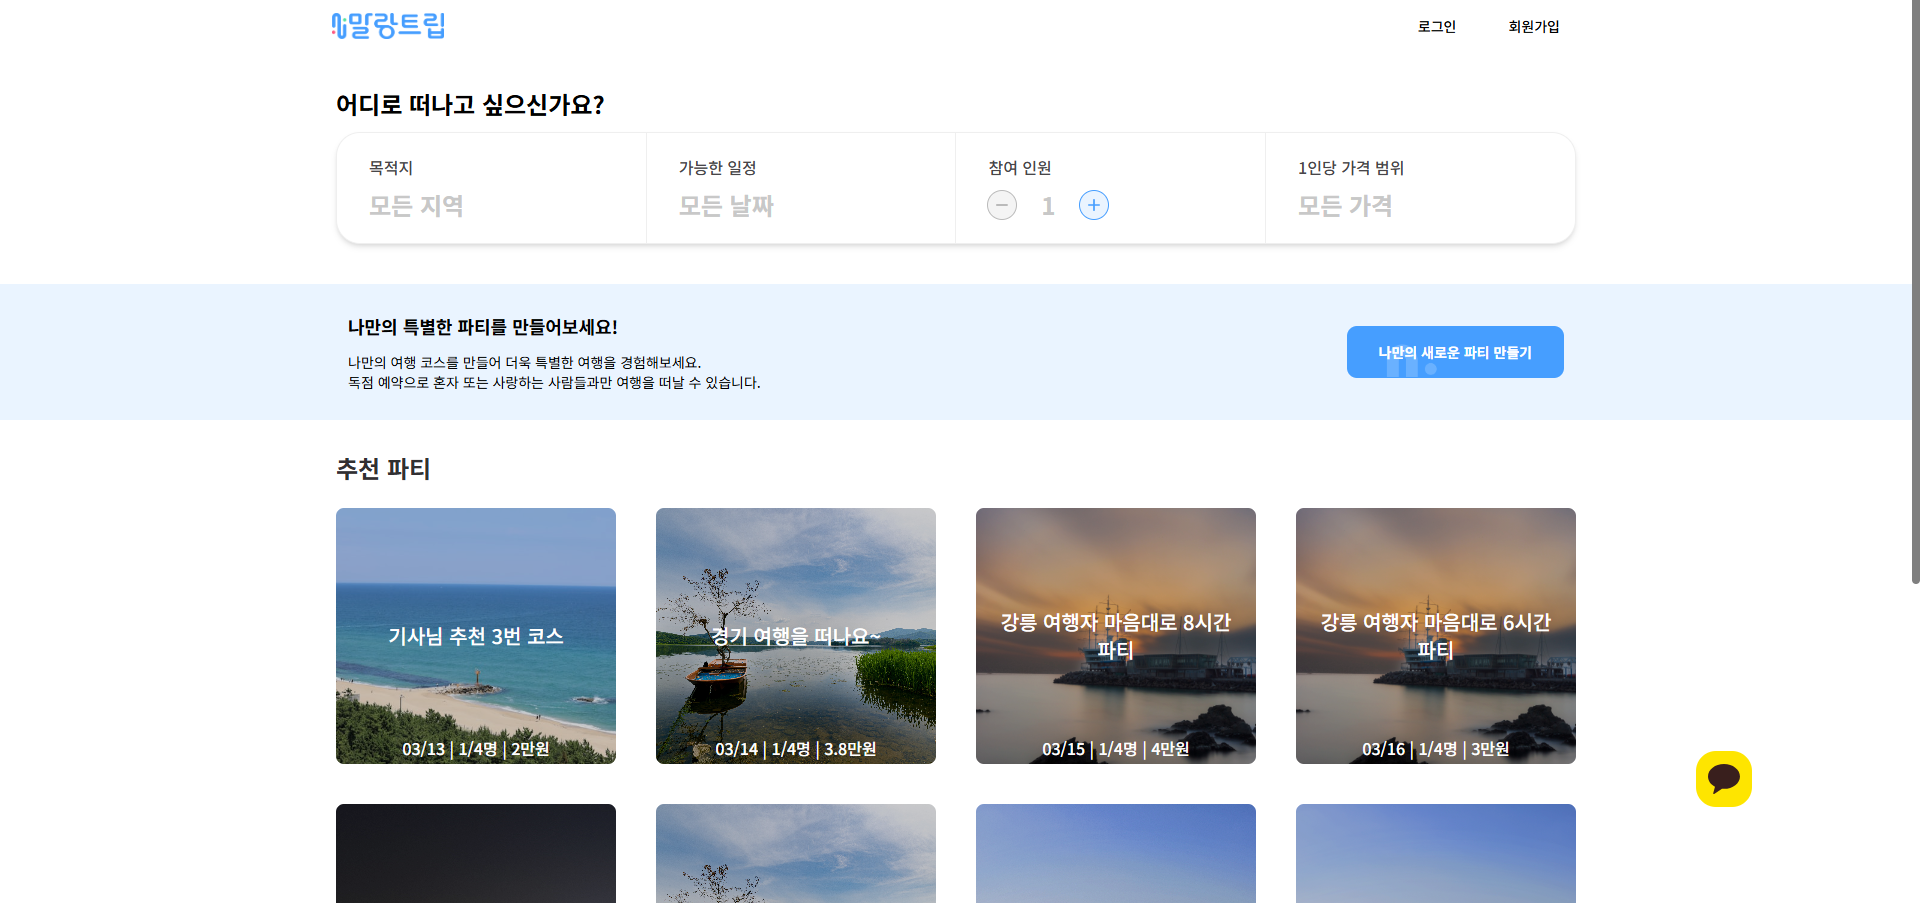 말랑트립
로그인
회원가입
어디로 떠나고 싶으신가요?
목적지
모든 지역
가능한 일정
모든 날짜
참여 인원
− 1 +
1인당 가격 범위
모든 가격
나만의 특별한 파티를 만들어보세요!
나만의 여행 코스를 만들어 더욱 특별한 여행을 경험해보세요.
독점 예약으로 혼자 또는 사랑하는 사람들과만 여행을 떠날 수 있습니다.
나만의 새로운 파티 만들기
추천 파티
기사님 추천 3번 코스
03/13 | 1/4명 | 2만원
경기 여행을 떠나요~
03/14 | 1/4명 | 3.8만원
강릉 여행자 마음대로 8시간
파티
03/15 | 1/4명 | 4만원
강릉 여행자 마음대로 6시간
파티
03/16 | 1/4명 | 3만원